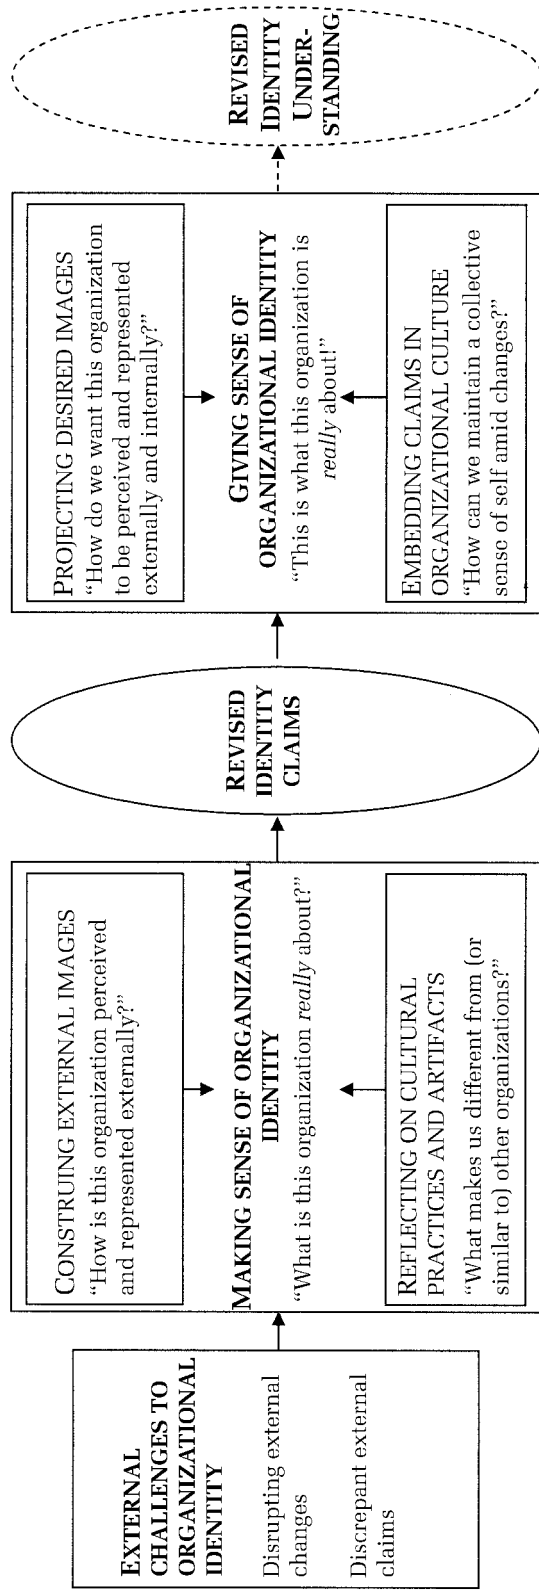 EXTERNAL
CHALLENGES TO
ORGANIZATIONAL
IDENTITY
Disrupting external
changes
Discrepant external
claims
CONSTRUING EXTERNAL IMAGES
“How is this organization perceived
and represented externally?”
MAKING SENSE OF ORGANIZATIONAL
IDENTITY
“What is this organization really about?”
REFLECTING ON CULTURAL
PRACTICES AND ARTIFACTS
“What makes us different from (or
similar to) other organizations?”
REVISED
IDENTITY
CLAIMS
PROJECTING DESIRED IMAGES
“How do we want this organization
to be perceived and represented
externally and internally?”
GIVING SENSE OF
ORGANIZATIONAL IDENTITY
“This is what this organization is
really about!”
EMBEDDING CLAIMS IN
ORGANIZATIONAL CULTURE
“How can we maintain a collective
sense of self amid changes?”
REVISED
IDENTITY
UNDER-
STANDING